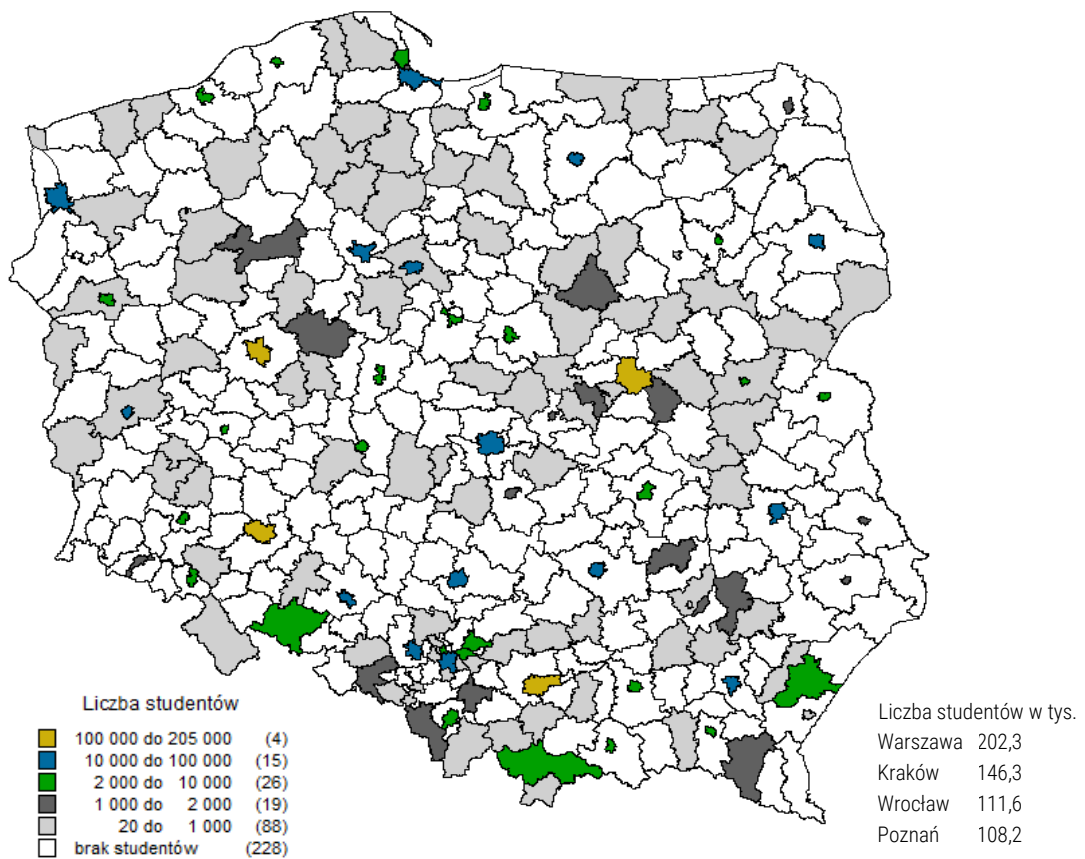 Liczba studentów
100 000 do 205 000 (4)
10 000 do 100 000 (15)
2 000 do 10 000 (26)
1 000 do 2 000 (19)
20 do 1 000 (88)
brak studentów (228)
Liczba studentów w tys.
Warszawa 202,3
Kraków 146,3
Wrocław 111,6
Poznań 108,2